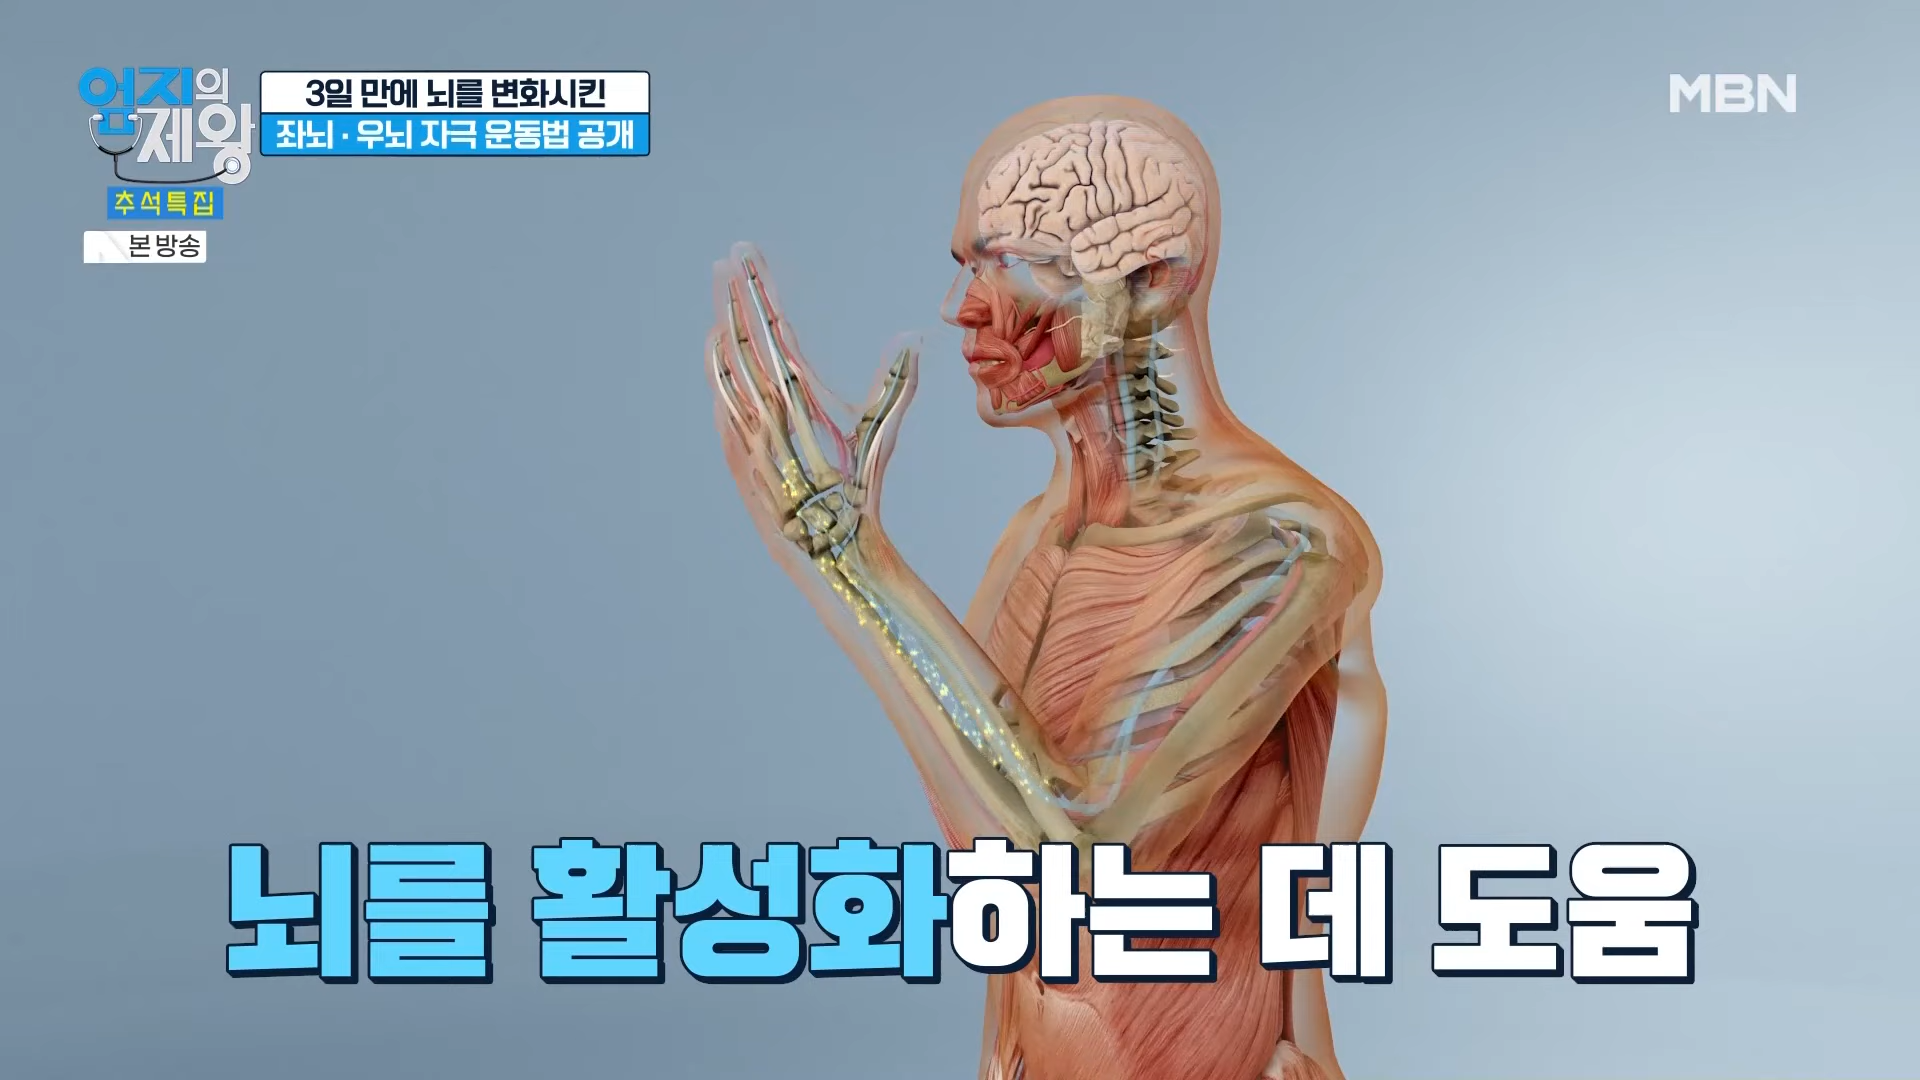 엄지의 제왕
추석특집
본 방송
3일 만에 뇌를 변화시킨
좌뇌·우뇌 자극 운동법 공개
MBN
뇌를 활성화하는 데 도움